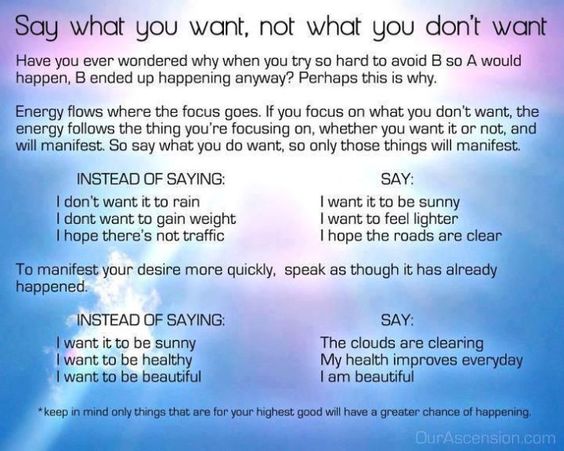 Say what you want, not what you don't want
Have you ever wondered why when you try so hard to avoid B so A would
happen, B ended up happening anyway? Perhaps this is why.
Energy flows where the focus goes. If you focus on what you don't want, the
energy follows the thing you're focusing on, whether you want it or not, and
will manifest. So say what you do want, so only those things will manifest.
INSTEAD OF SAYING: SAY:
I don't want it to rain I want it to be sunny
I dont want to gain weight I want to feel lighter
I hope there's not traffic I hope the roads are clear
To manifest your desire more quickly, speak as though it has already
happened.
INSTEAD OF SAYING: SAY:
I want it to be sunny The clouds are clearing
I want to be healthy My health improves everyday
I want to be beautiful I am beautiful
*keep in mind only things that are for your highest good will have a greater chance of happening.
OurAscension.com